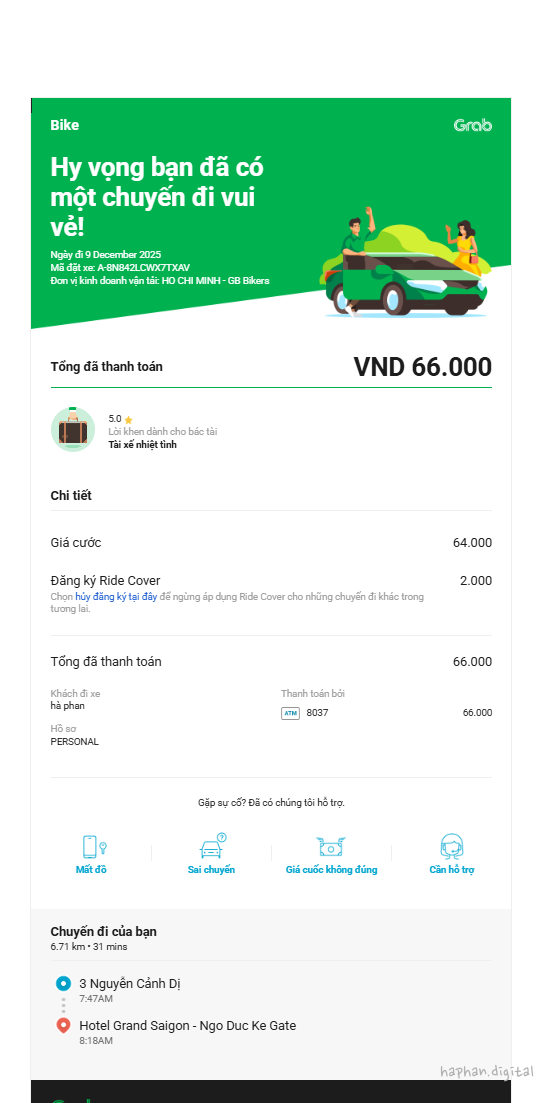 Bike
Grab
Hy vọng bạn đã có
một chuyến đi vui
vẻ!
Ngày đi 9 December 2025
Mã đặt xe: A-8N842LCWX7TXAV
Đơn vị kinh doanh vận tải: HO CHI MINH - GB Bikers
Tổng đã thanh toán
VND 66.000
5.0
Lời khen dành cho bác tài
Tài xế nhiệt tình
Chi tiết
Giá cước
64.000
Đăng ký Ride Cover
2.000
Chọn hủy đăng ký tại đây để ngừng áp dụng Ride Cover cho những chuyến đi khác trong
tương lai.
Tổng đã thanh toán
66.000
Khách đi xe
hà phan
Hồ sơ
PERSONAL
Thanh toán bởi
ATM 8037
66.000
Gặp sự cố? Đã có chúng tôi hỗ trợ.
?
Mất đồ
Sai chuyến
Giá cuốc không đúng
Cần hỗ trợ
Chuyến đi của bạn
6.71 km • 31 mins
3 Nguyễn Cảnh Dị
7:47AM
Hotel Grand Saigon - Ngo Duc Ke Gate
8:18AM
haphan.digital